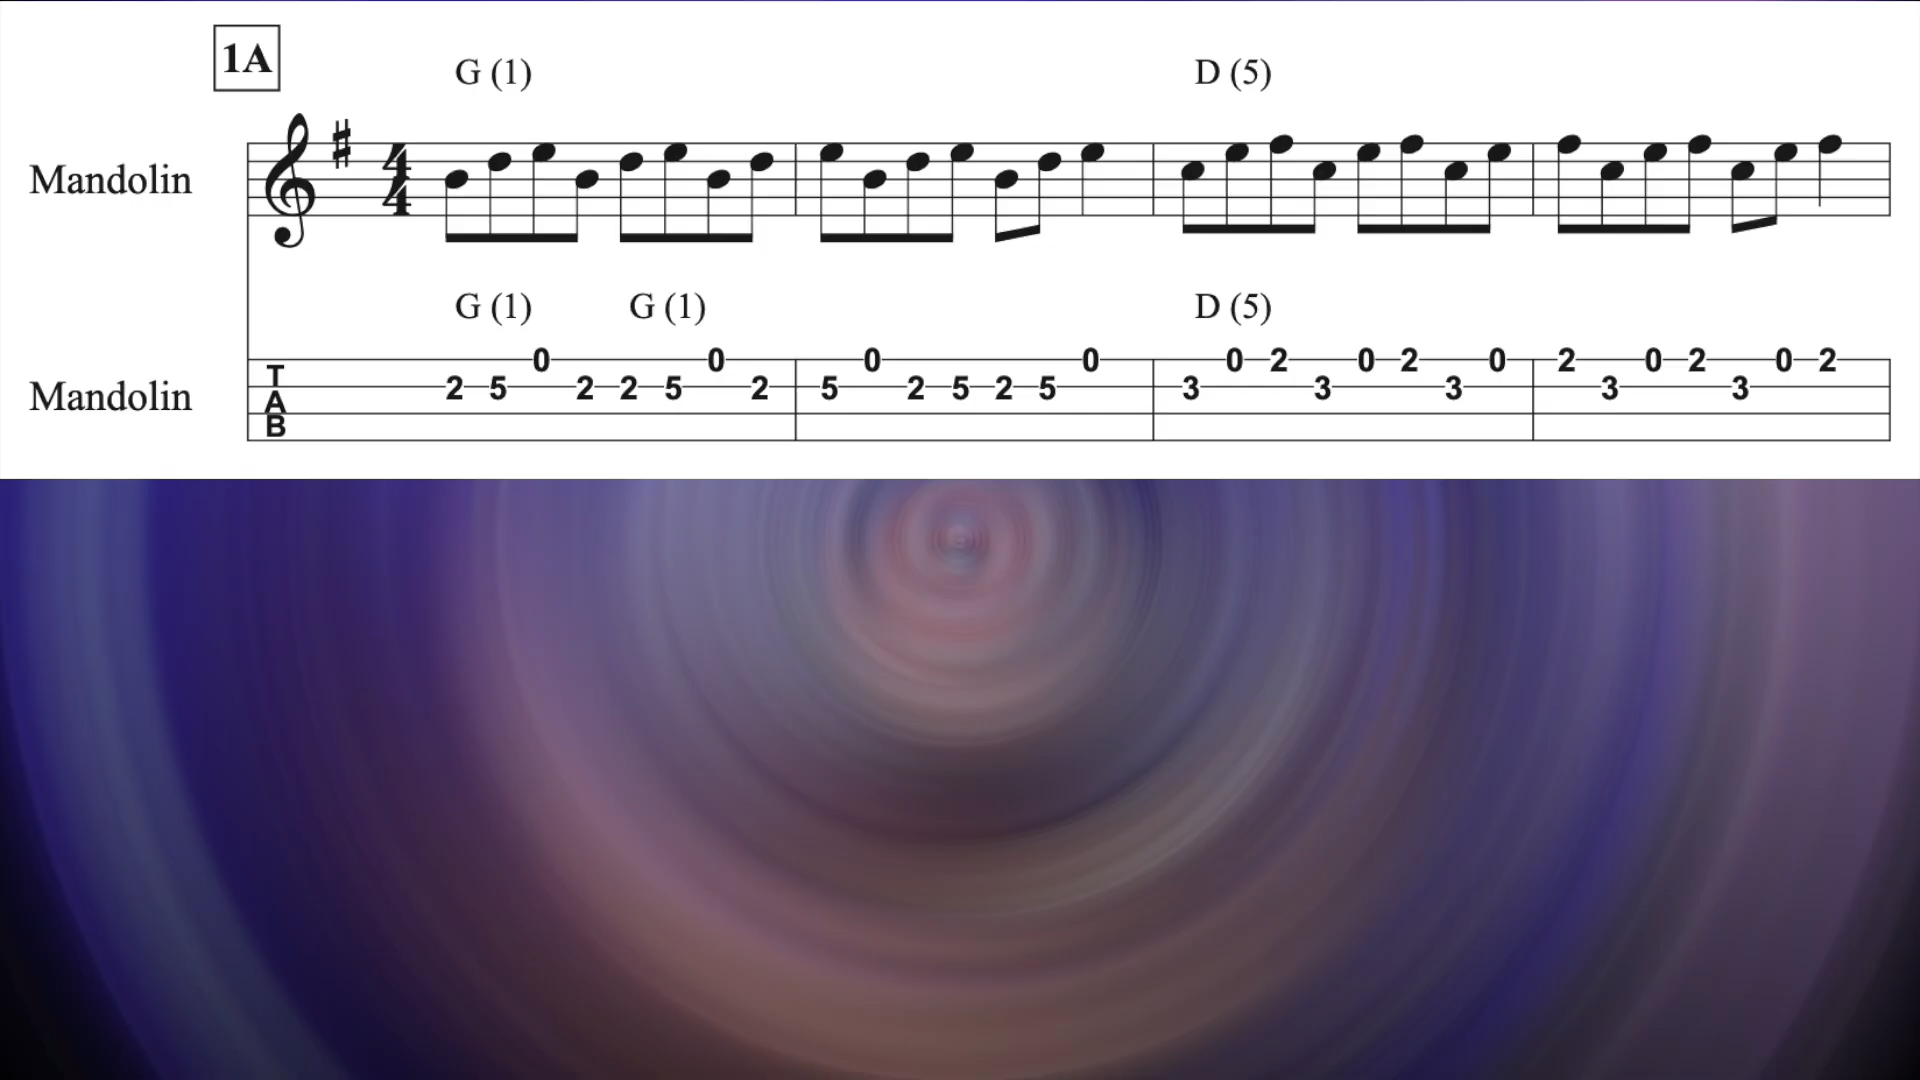 1A
G (1) D (5)
Mandolin 4 4
G (1) G (1) D (5)
0 0 0 0 0 2 0 2 0 2 0 2 0 2
Mandolin T A B 2 5 2 2 5 2 5 2 5 2 5 3 3 3 3 3